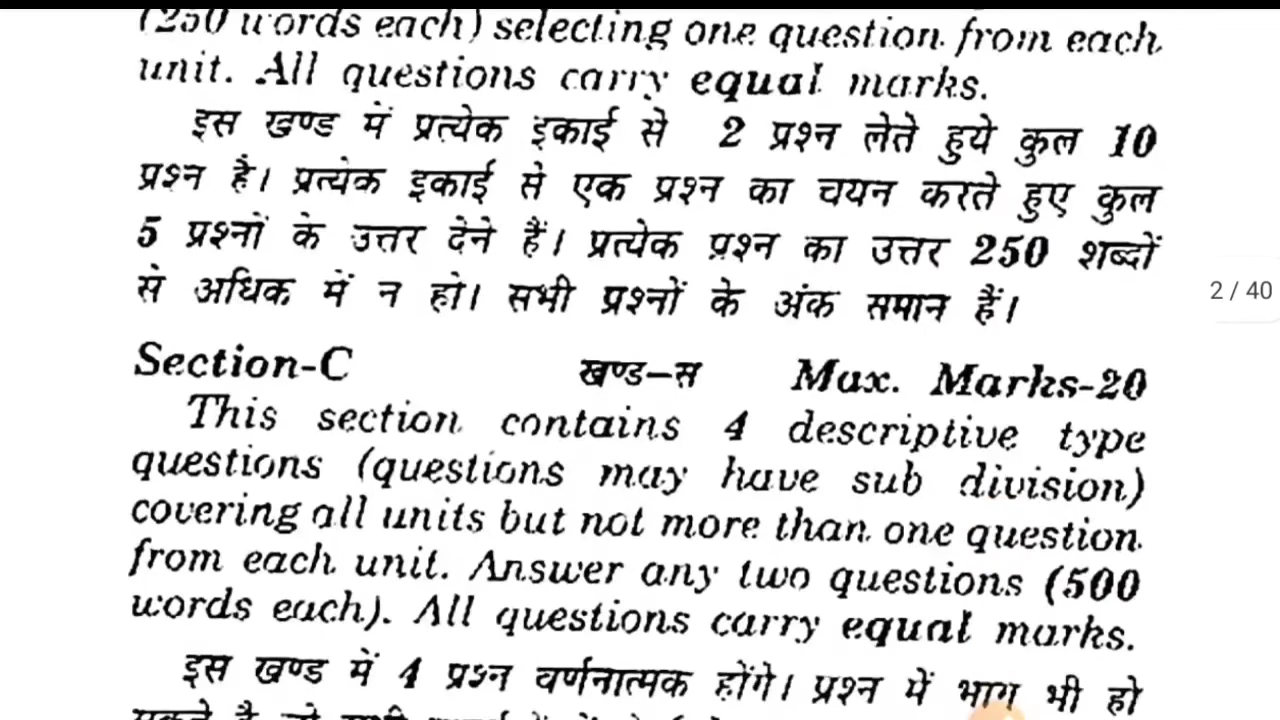 (250 words each) selecting one question from each
unit. All questions carry equal marks.
इस खण्ड में प्रत्येक इकाई से 2 प्रश्न लेते हुये कुल 10
प्रश्न है। प्रत्येक इकाई से एक प्रश्न का चयन करते हुए कुल
5 प्रश्नों के उत्तर देने हैं। प्रत्येक प्रश्न का उत्तर 250 शब्दों
2 / 40
से अधिक में न हो। सभी प्रश्नों के अंक समान हैं।
Section-C खण्ड-स Max. Marks-20
This section contains 4 descriptive type
questions (questions may have sub division)
covering all units but not more than one question
from each unit. Answer any two questions (500
words each). All questions carry equal marks.
इस खण्ड में 4 प्रश्न वर्णनात्मक होंगे। प्रश्न में भाग भी हो